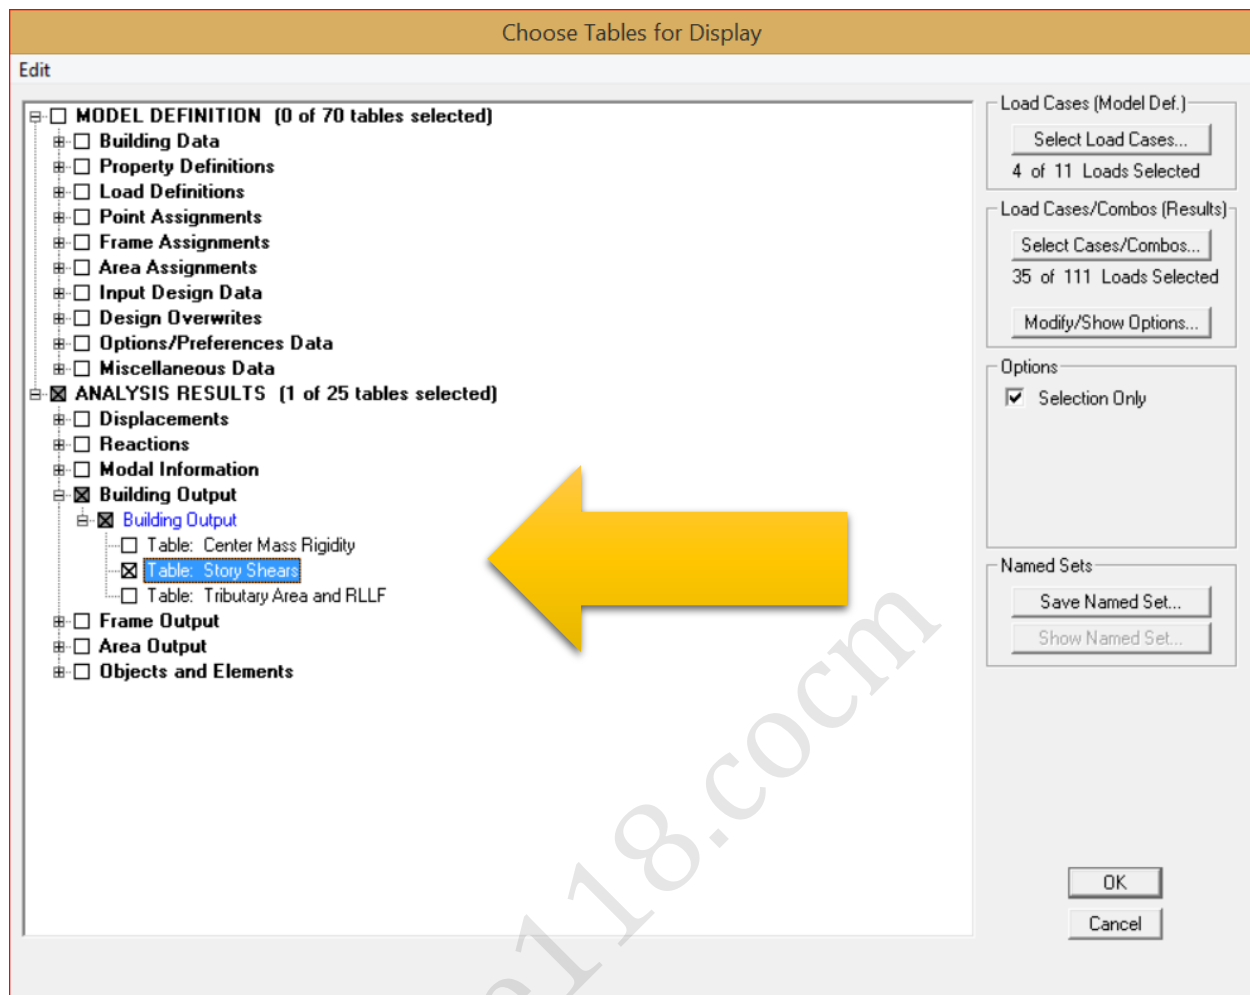 Choose Tables for Display
Edit
MODEL DEFINITION (0 of 70 tables selected)
Building Data
Property Definitions
Load Definitions
Point Assignments
Frame Assignments
Area Assignments
Input Design Data
Design Overwrites
Options/Preferences Data
Miscellaneous Data
ANALYSIS RESULTS (1 of 25 tables selected)
Displacements
Reactions
Modal Information
Building Output
Building Output
Table: Center Mass Rigidity
Table: Story Shears
Table: Tributary Area and RLLF
Frame Output
Area Output
Objects and Elements
Load Cases (Model Def.)
Select Load Cases...
4 of 11 Loads Selected
Load Cases/Combos (Results)
Select Cases/Combos...
35 of 111 Loads Selected
Modify/Show Options...
Options
Selection Only
Named Sets
Save Named Set...
Show Named Set...
OK
Cancel
e118.cocm